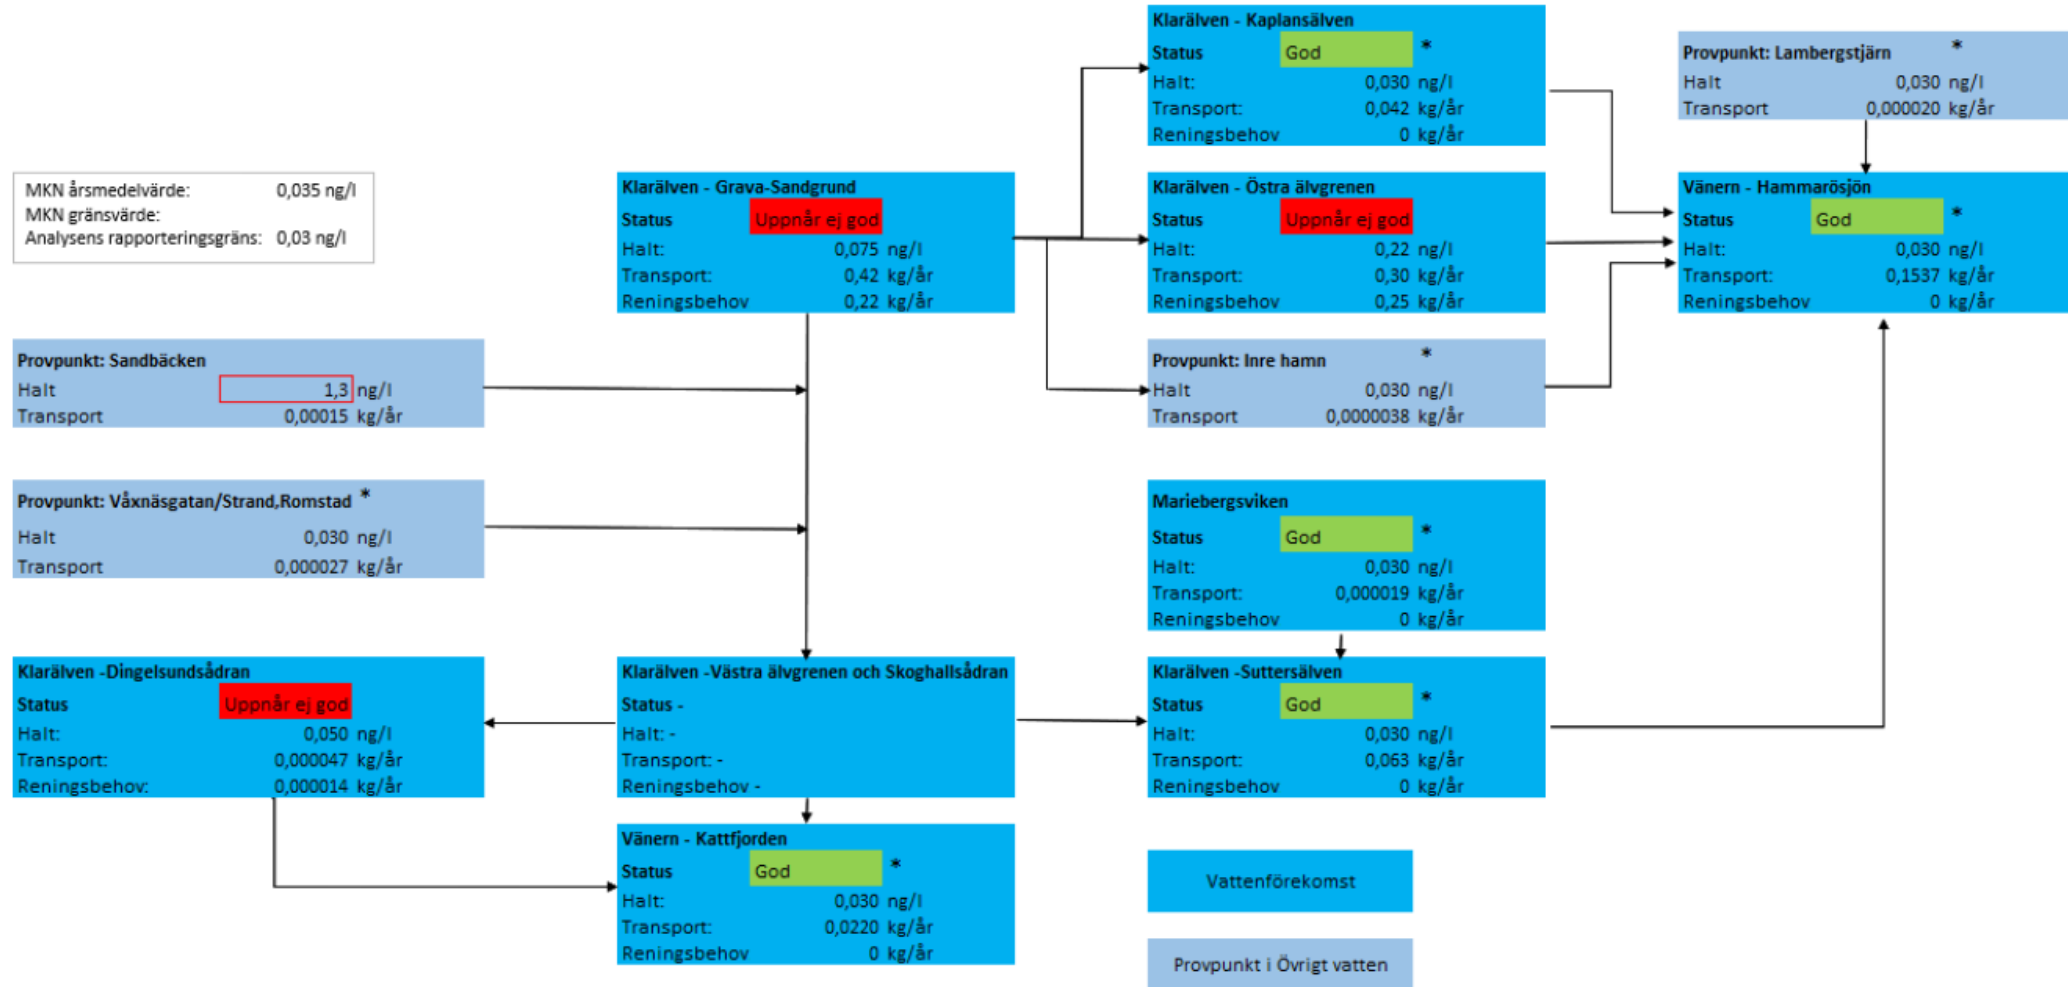 MKN årsmedelvärde: 0,035 ng/l
MKN gränsvärde:
Analysens rapporteringsgräns: 0,03 ng/l
Klarälven - Kaplansälven
Status God *
Halt: 0,030 ng/l
Transport: 0,042 kg/år
Reningsbehov 0 kg/år
Provpunkt: Lambergstjärn *
Halt 0,030 ng/l
Transport 0,000020 kg/år
Klarälven - Grava-Sandgrund
Status Uppnår ej god
Halt: 0,075 ng/l
Transport: 0,42 kg/år
Reningsbehov 0,22 kg/år
Klarälven - Östra älvgrenen
Status Uppnår ej god
Halt: 0,22 ng/l
Transport: 0,30 kg/år
Reningsbehov 0,25 kg/år
Vänern - Hammarösjön
Status God *
Halt: 0,030 ng/l
Transport: 0,1537 kg/år
Reningsbehov 0 kg/år
Provpunkt: Sandbäcken
Halt 1,3 ng/l
Transport 0,00015 kg/år
Provpunkt: Inre hamn *
Halt 0,030 ng/l
Transport 0,0000038 kg/år
Provpunkt: Våxnäsgatan/Strand,Romstad *
Halt 0,030 ng/l
Transport 0,000027 kg/år
Mariebergsviken
Status God *
Halt: 0,030 ng/l
Transport: 0,000019 kg/år
Reningsbehov 0 kg/år
Klarälven -Dingelsundsådran
Status Uppnår ej god
Halt: 0,050 ng/l
Transport: 0,000047 kg/år
Reningsbehov: 0,000014 kg/år
Klarälven -Västra älvgrenen och Skoghallsådran
Status -
Halt: -
Transport: -
Reningsbehov -
Klarälven -Suttersälven
Status God *
Halt: 0,030 ng/l
Transport: 0,063 kg/år
Reningsbehov 0 kg/år
Vänern - Kattfjorden
Status God *
Halt: 0,030 ng/l
Transport: 0,0220 kg/år
Reningsbehov 0 kg/år
Vattenförekomst
Provpunkt i Övrigt vatten